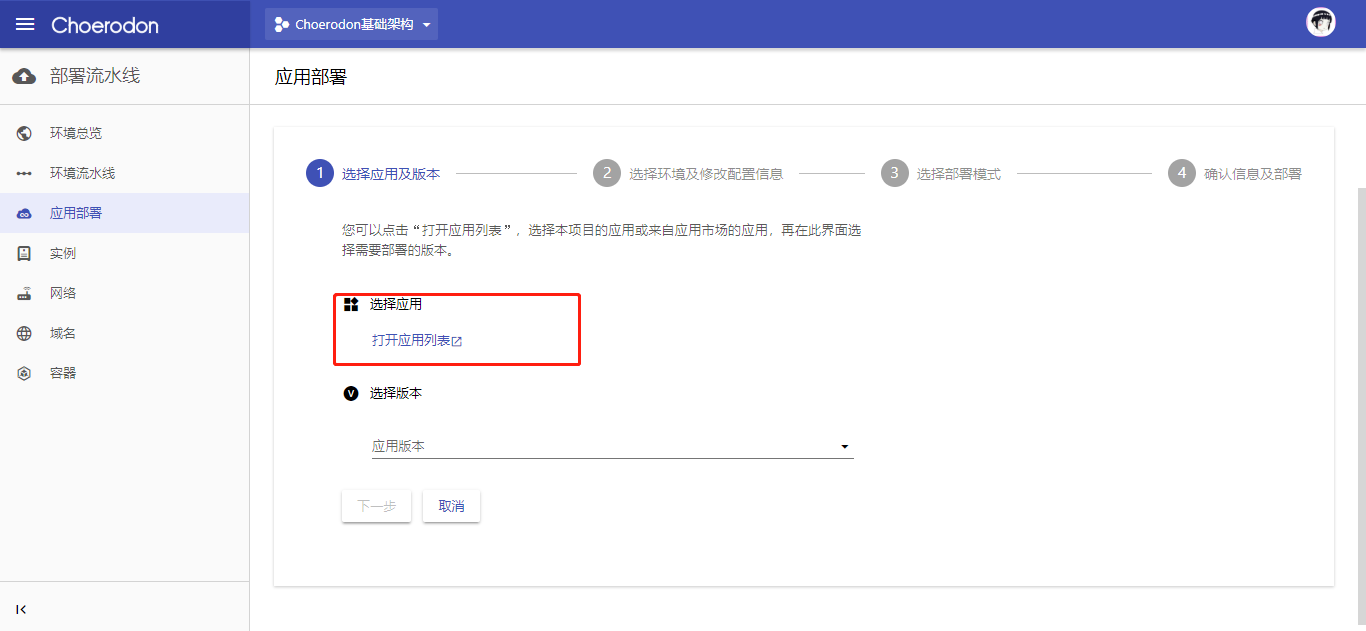 Choerodon
Choerodon基础架构
部署流水线
应用部署
环境总览
环境流水线
应用部署
实例
网络
域名
容器
1 选择应用及版本
2 选择环境及修改配置信息
3 选择部署模式
4 确认信息及部署
您可以点击“打开应用列表”，选择本项目的应用或来自应用市场的应用，再在此界面选
择需要部署的版本。
选择应用
打开应用列表
V 选择版本
应用版本
下一步 取消